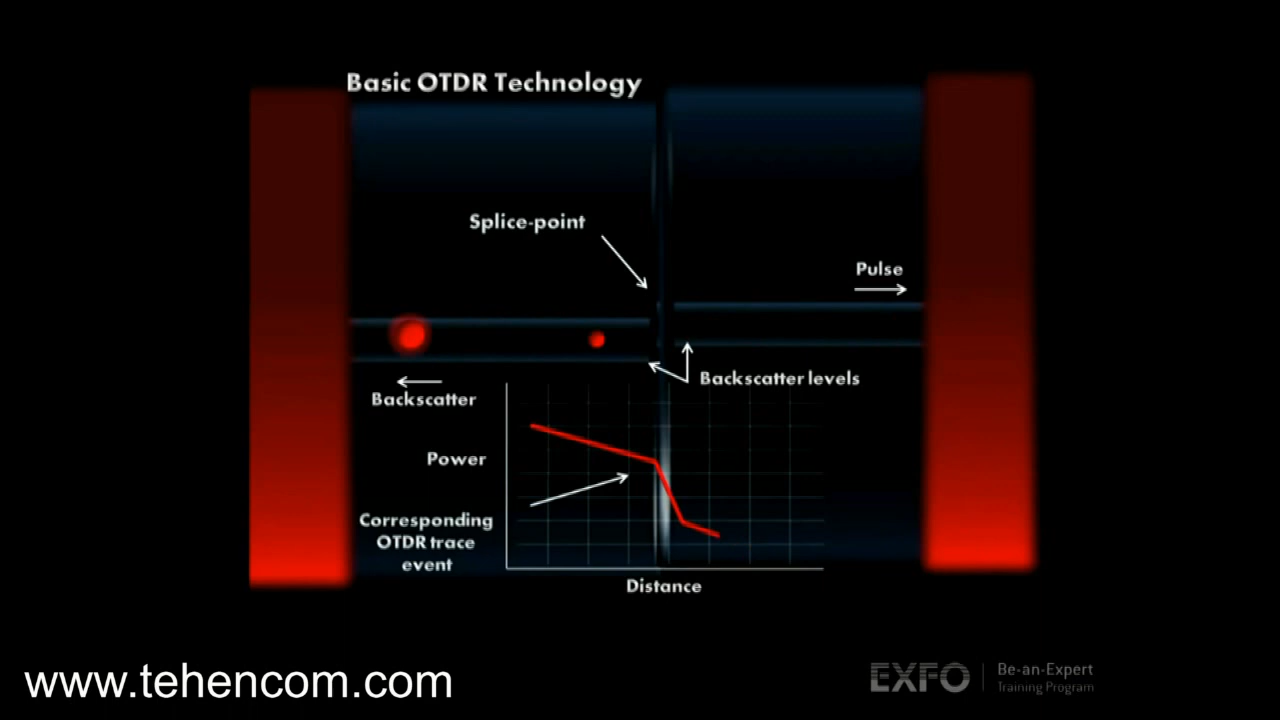 Basic OTDR Technology
Splice-point
Pulse
Backscatter levels
Backscatter
Power
Corresponding
OTDR trace
event
Distance
www.tehencom.com
EXFO
Be-an-Expert
Training Program